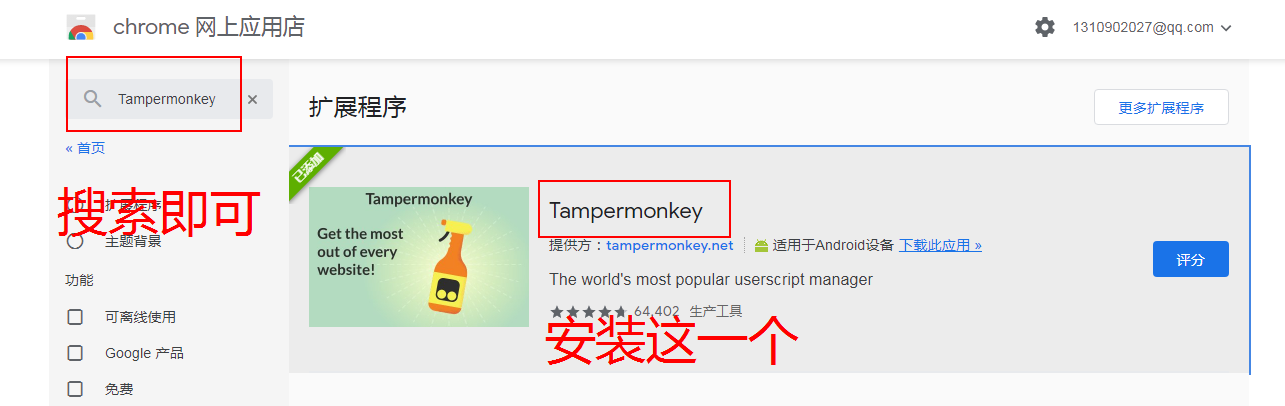 chrome 网上应用店
1310902027@qq.com
Tampermonkey
×
« 首页
搜索即可
扩展程序
主题背景
功能
可离线使用
Google 产品
免费
扩展程序
更多扩展程序
已添加
Tampermonkey
Get the most
out of every
website!
Tampermonkey
提供方：tampermonkey.net 适用于Android设备 下载此应用 »
The world's most popular userscript manager
64,402 生产工具
评分
安装这一个